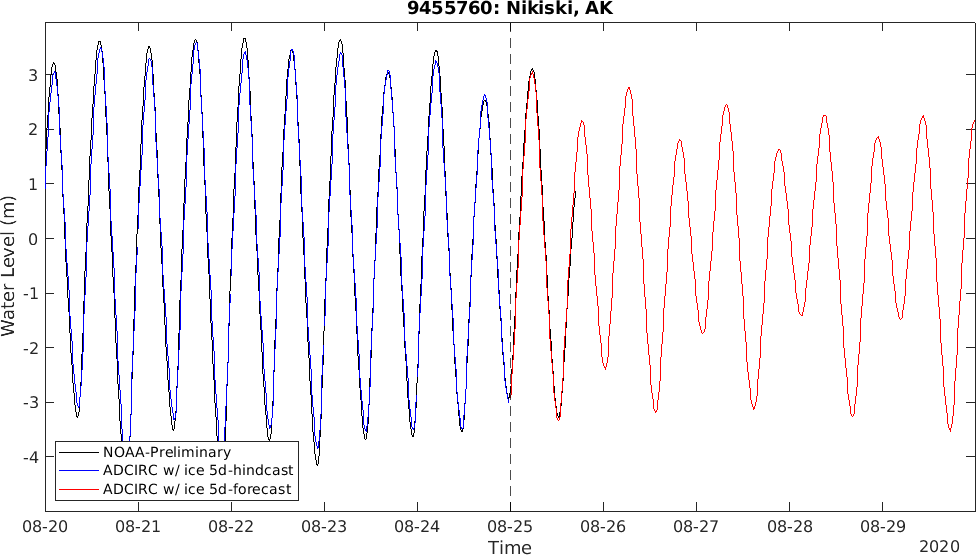 9455760: Nikiski, AK
Water Level (m)
3
2
1
0
-1
-2
-3
-4
NOAA-Preliminary
ADCIRC w/ ice 5d-hindcast
ADCIRC w/ ice 5d-forecast
08-20 08-21 08-22 08-23 08-24 08-25 08-26 08-27 08-28 08-29
Time
2020